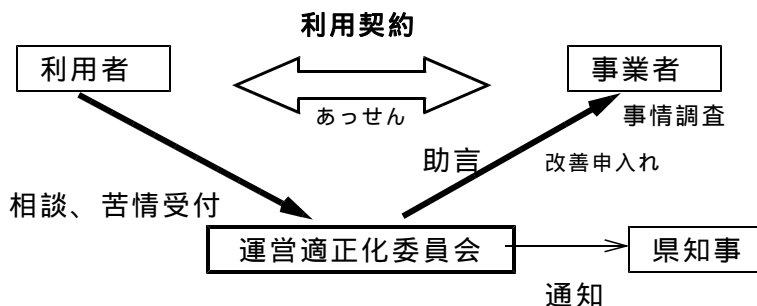 利用契約
利用者
事業者
あっせん
事情調査
助言
改善申入れ
相談、苦情受付
運営適正化委員会
県知事
通知